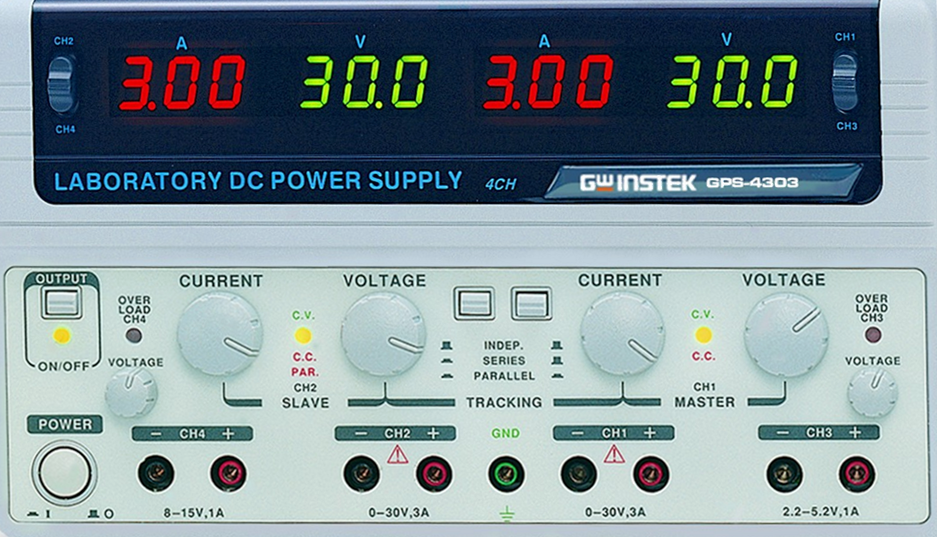 CH2 A V A V CH1
3.00 30.0 3.00 30.0
CH4 CH3
LABORATORY DC POWER SUPPLY 4CH GWINSTEK GPS-4303
OUTPUT
ON/OFF
OVER
LOAD
CH4
VOLTAGE
CURRENT
C.V.
C.C.
PAR.
CH2
SLAVE
VOLTAGE
INDEP.
SERIES
PARALLEL
TRACKING
CURRENT
C.V.
C.C.
CH1
MASTER
VOLTAGE
OVER
LOAD
CH3
VOLTAGE
POWER
I O
− CH4 +
8-15V,1A
− CH2 +
0-30V,3A
GND
− CH1 +
0-30V,3A
− CH3 +
2.2-5.2V,1A